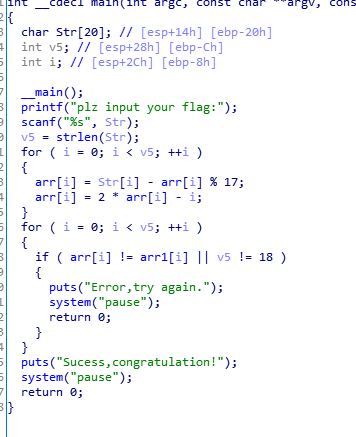 int __cdecl main(int argc, const char **argv, cons
{
char Str[20]; // [esp+14h] [ebp-20h]
int v5; // [esp+28h] [ebp-Ch]
int i; // [esp+2Ch] [ebp-8h]
__main();
printf("plz input your flag:");
scanf("%s", Str);
v5 = strlen(Str);
for ( i = 0; i < v5; ++i )
{
arr[i] = Str[i] - arr[i] % 17;
arr[i] = 2 * arr[i] - i;
}
for ( i = 0; i < v5; ++i )
{
if ( arr[i] != arr1[i] || v5 != 18 )
{
puts("Error,try again.");
system("pause");
return 0;
}
}
puts("Sucess,congratulation!");
system("pause");
return 0;
}